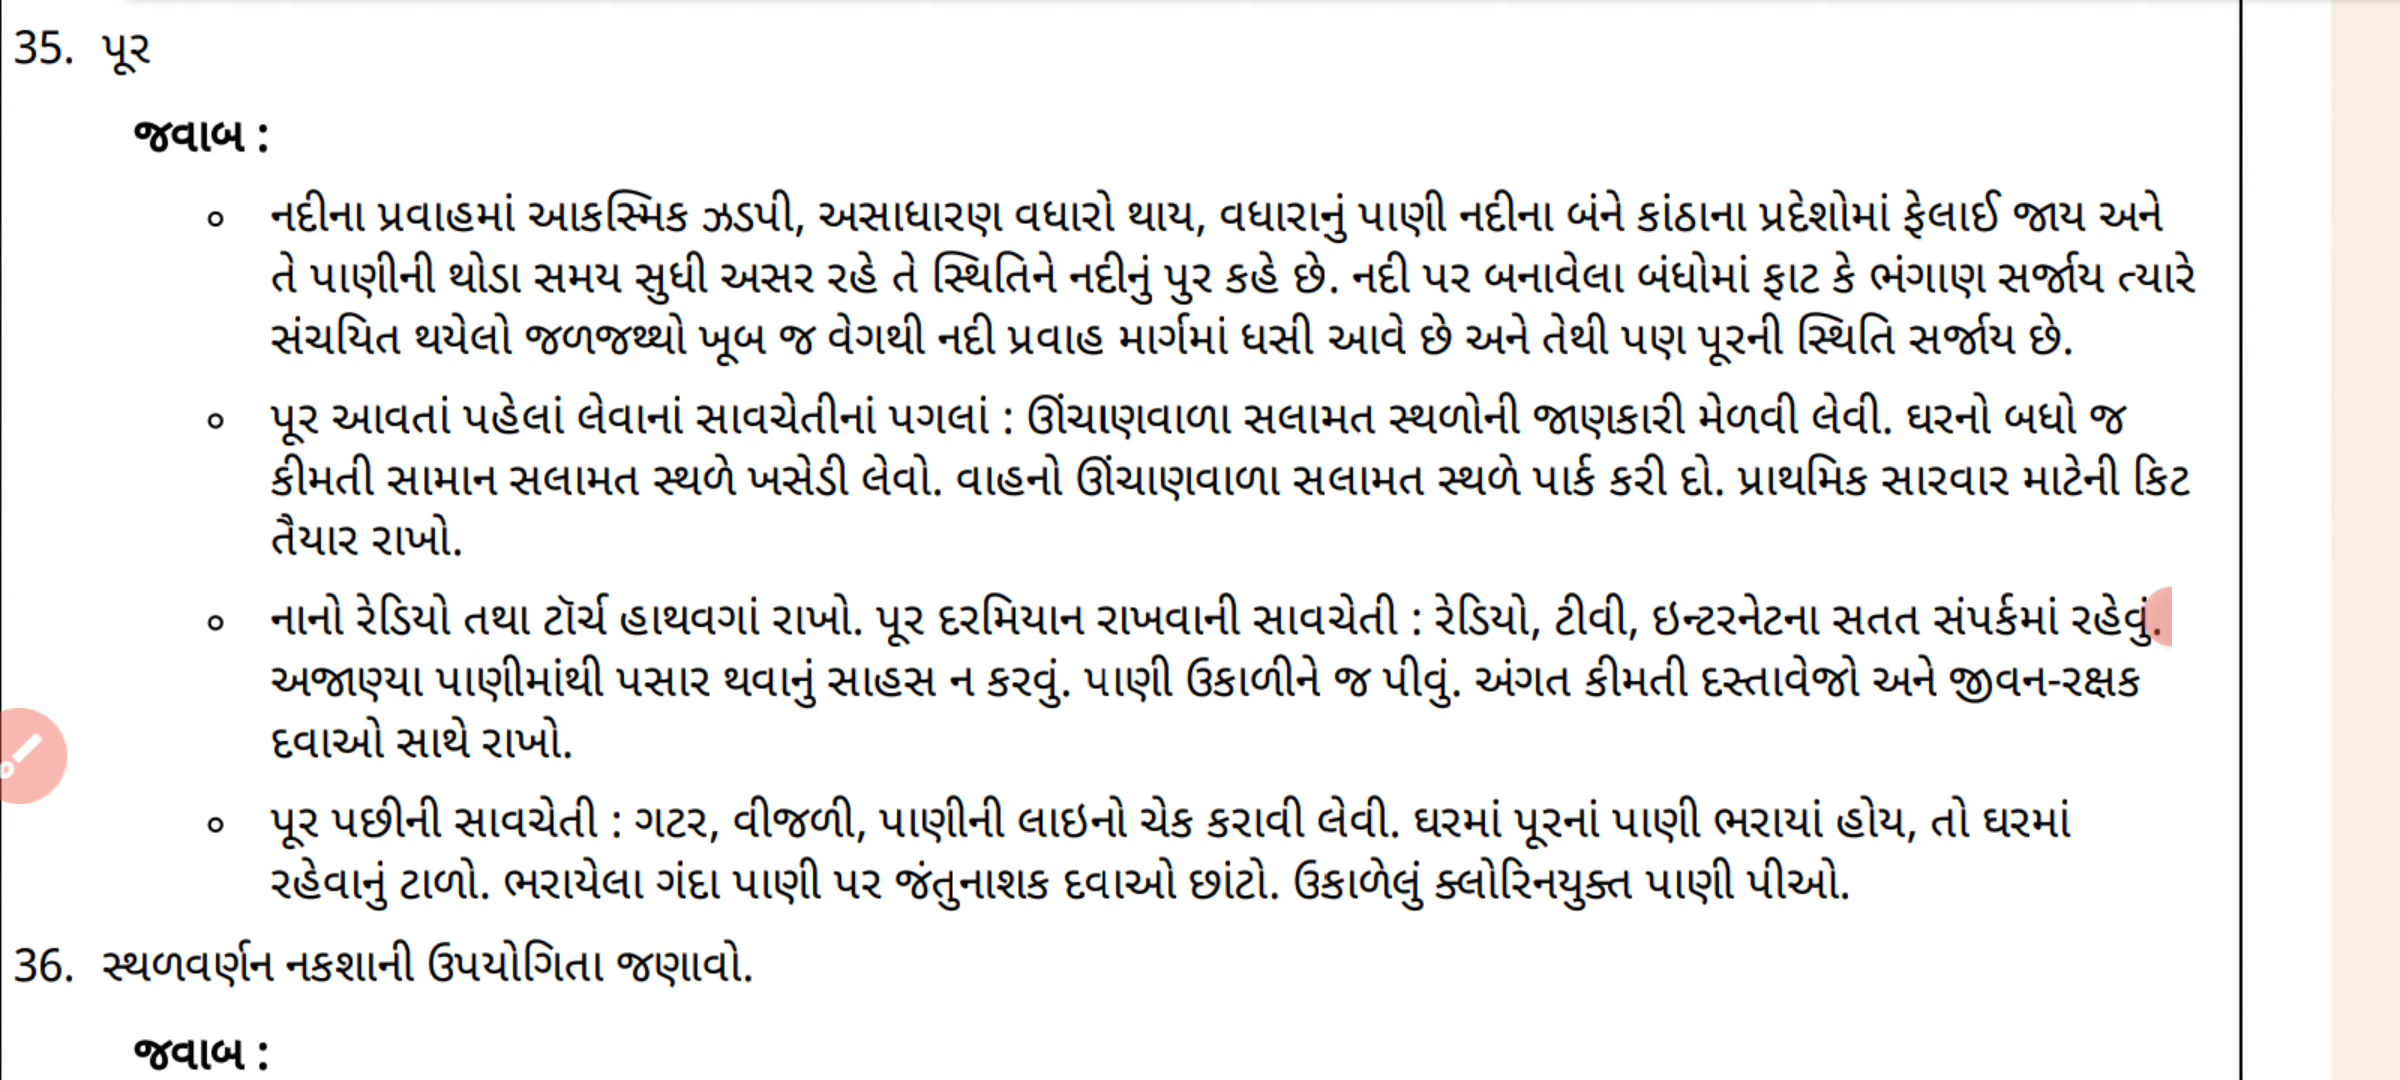 35. પૂર
જવાબ :
નદીના પ્રવાહમાં આકસ્મિક ઝડપી, અસાધારણ વધારો થાય, વધારાનું પાણી નદીના બંને કાંઠાના પ્રદેશોમાં ફેલાઈ જાય અને
તે પાણીની થોડા સમય સુધી અસર રહે તે સ્થિતિને નદીનું પુર કહે છે. નદી પર બનાવેલા બંધોમાં ફાટ કે ભંગાણ સર્જાય ત્યારે
સંચયિત થયેલો જળજથ્થો ખૂબ જ વેગથી નદી પ્રવાહ માર્ગમાં ધસી આવે છે અને તેથી પણ પૂરની સ્થિતિ સર્જાય છે.
પૂર આવતાં પહેલાં લેવાનાં સાવચેતીનાં પગલાં : ઊંચાણવાળા સલામત સ્થળોની જાણકારી મેળવી લેવી. ઘરનો બધો જ
કીમતી સામાન સલામત સ્થળે ખસેડી લેવો. વાહનો ઊંચાણવાળા સલામત સ્થળે પાર્ક કરી દો. પ્રાથમિક સારવાર માટેની કિટ
તૈયાર રાખો.
નાનો રેડિયો તથા ટૉર્ચ હાથવગાં રાખો. પૂર દરમિયાન રાખવાની સાવચેતી : રેડિયો, ટીવી, ઇન્ટરનેટના સતત સંપર્કમાં રહેવું.
અજાણ્યા પાણીમાંથી પસાર થવાનું સાહસ ન કરવું. પાણી ઉકાળીને જ પીવું. અંગત કીમતી દસ્તાવેજો અને જીવન-રક્ષક
દવાઓ સાથે રાખો.
પૂર પછીની સાવચેતી : ગટર, વીજળી, પાણીની લાઇનો ચેક કરાવી લેવી. ઘરમાં પૂરનાં પાણી ભરાયાં હોય, તો ઘરમાં
રહેવાનું ટાળો. ભરાયેલા ગંદા પાણી પર જંતુનાશક દવાઓ છાંટો. ઉકાળેલું ક્લોરિનયુક્ત પાણી પીઓ.
36. સ્થળવર્ણન નકશાની ઉપયોગિતા જણાવો.
જવાબ :